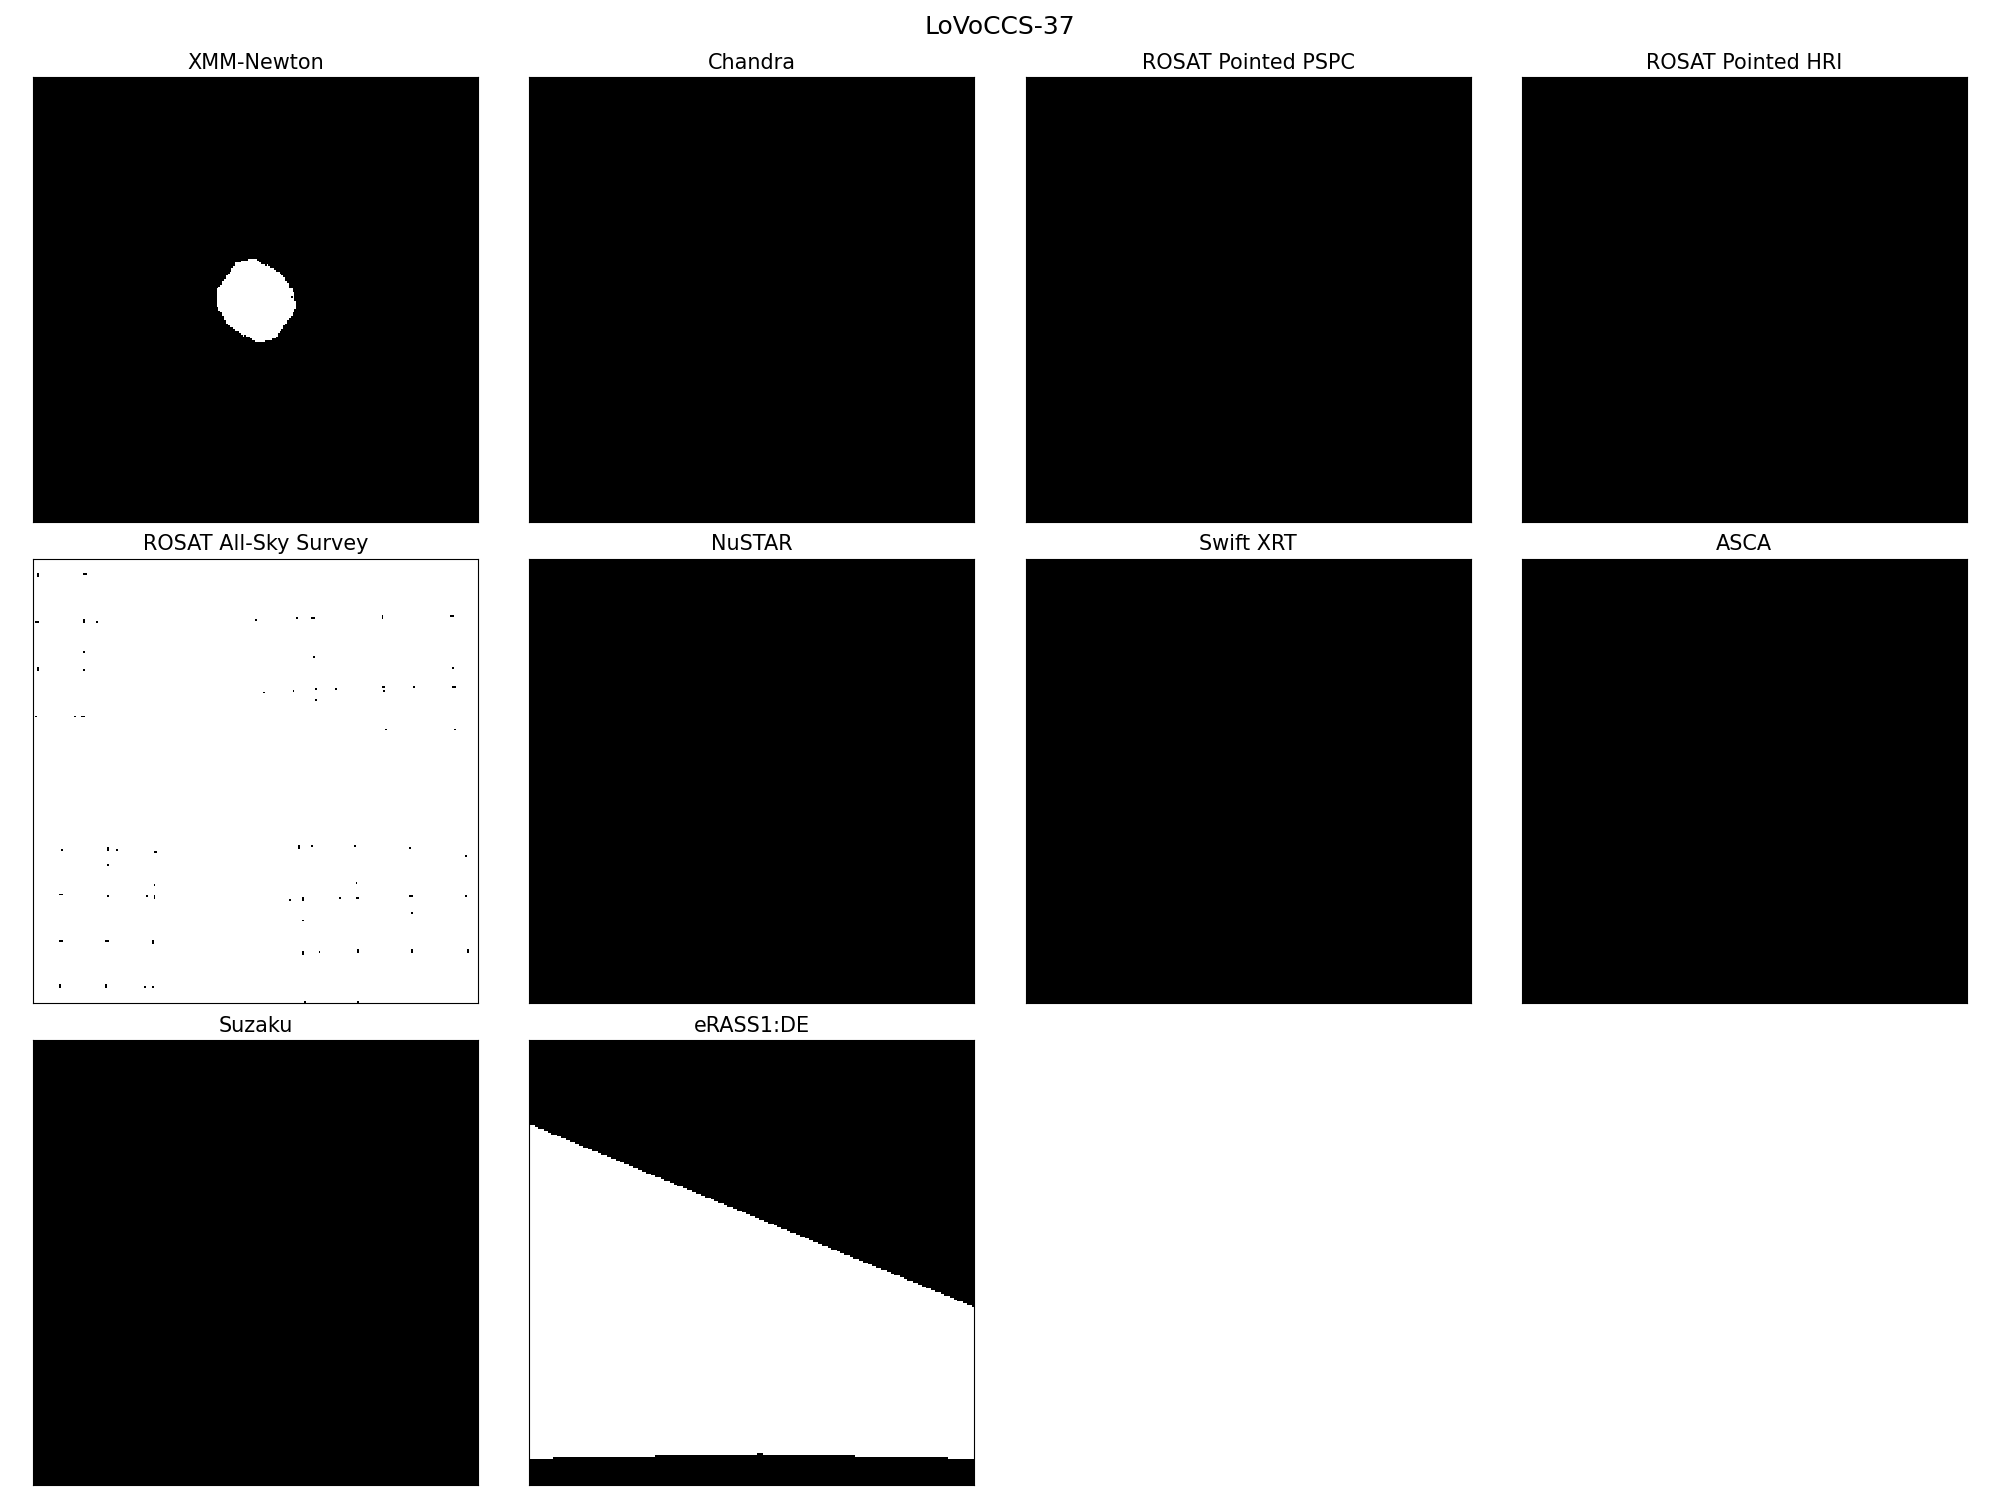 LoVoCCS-37
XMM-Newton
Chandra
ROSAT Pointed PSPC
ROSAT Pointed HRI
ROSAT All-Sky Survey
NuSTAR
Swift XRT
ASCA
Suzaku
eRASS1:DE